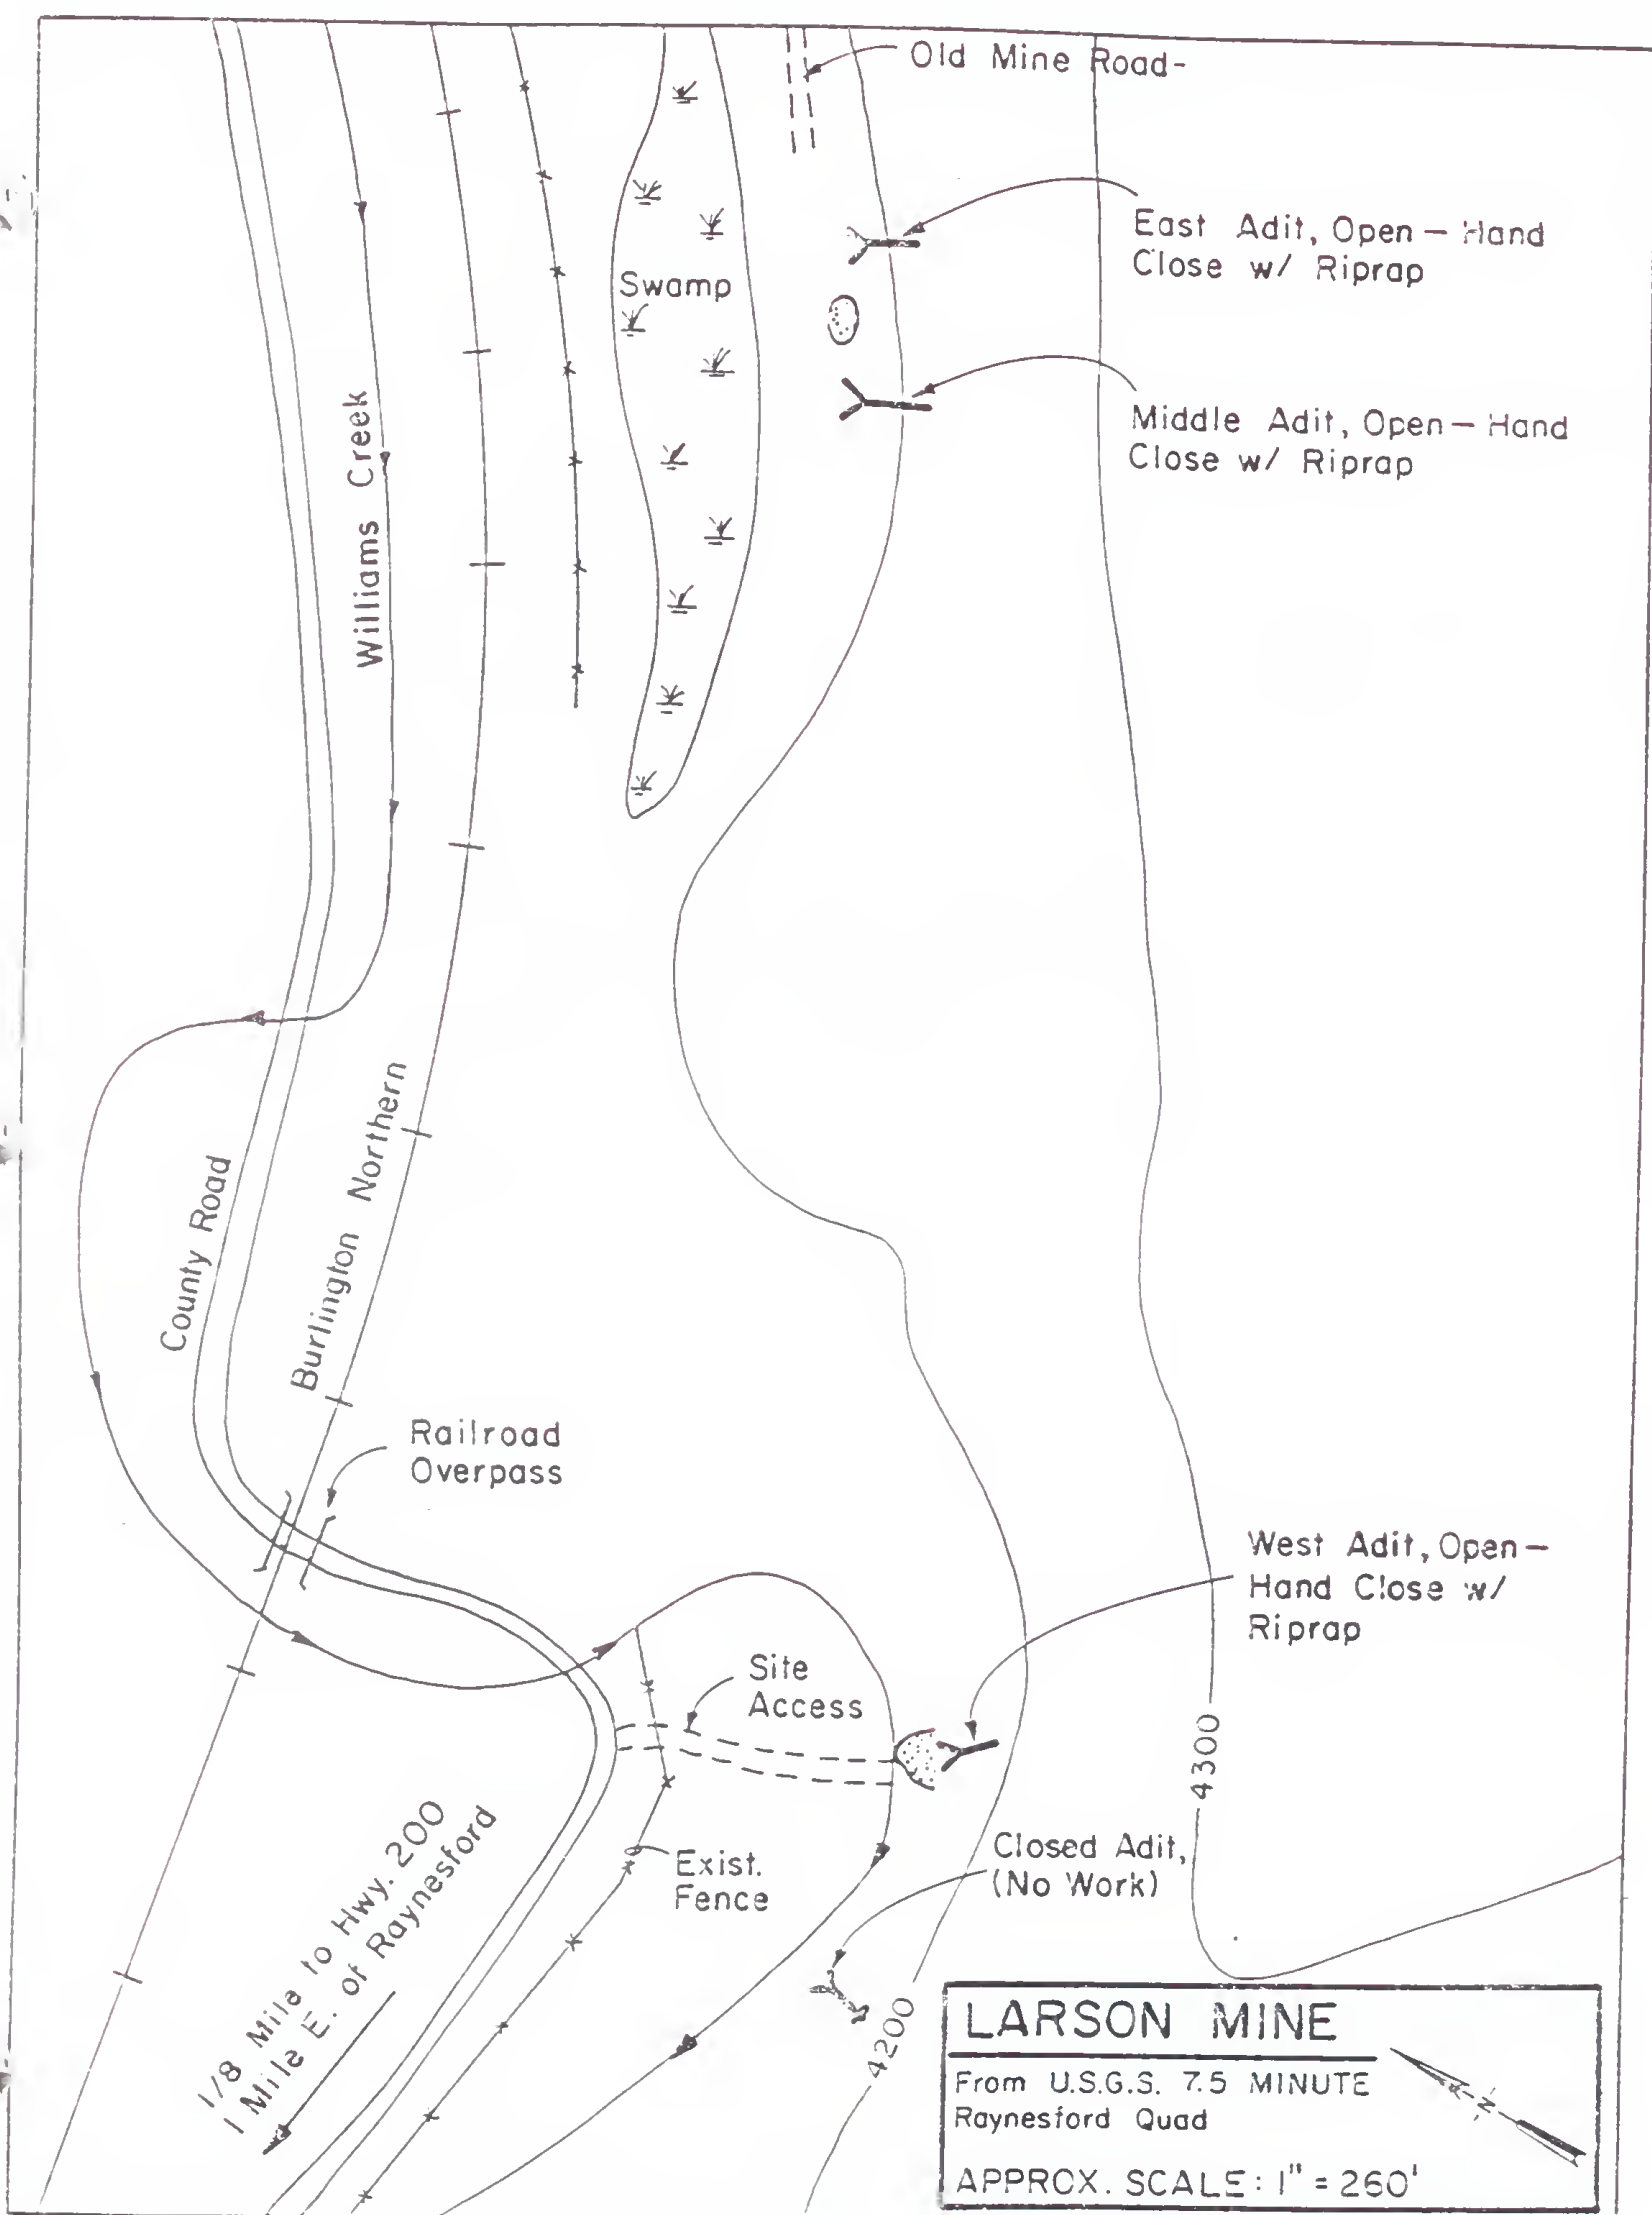 Old Mine Road-
East Adit, Open – Hand
Close w/ Riprap
Swamp
Middle Adit, Open – Hand
Close w/ Riprap
Williams Creek
County Road
Burlington Northern
Railroad
Overpass
West Adit, Open –
Hand Close w/
Riprap
Site
Access
4300
1/8 Mile to Hwy. 200
1 Mile E. of Raynesford
Exist.
Fence
Closed Adit,
(No Work)
4200
LARSON MINE
From U.S.G.S. 7.5 MINUTE
Raynesford Quad
N
APPROX. SCALE: 1" = 260'